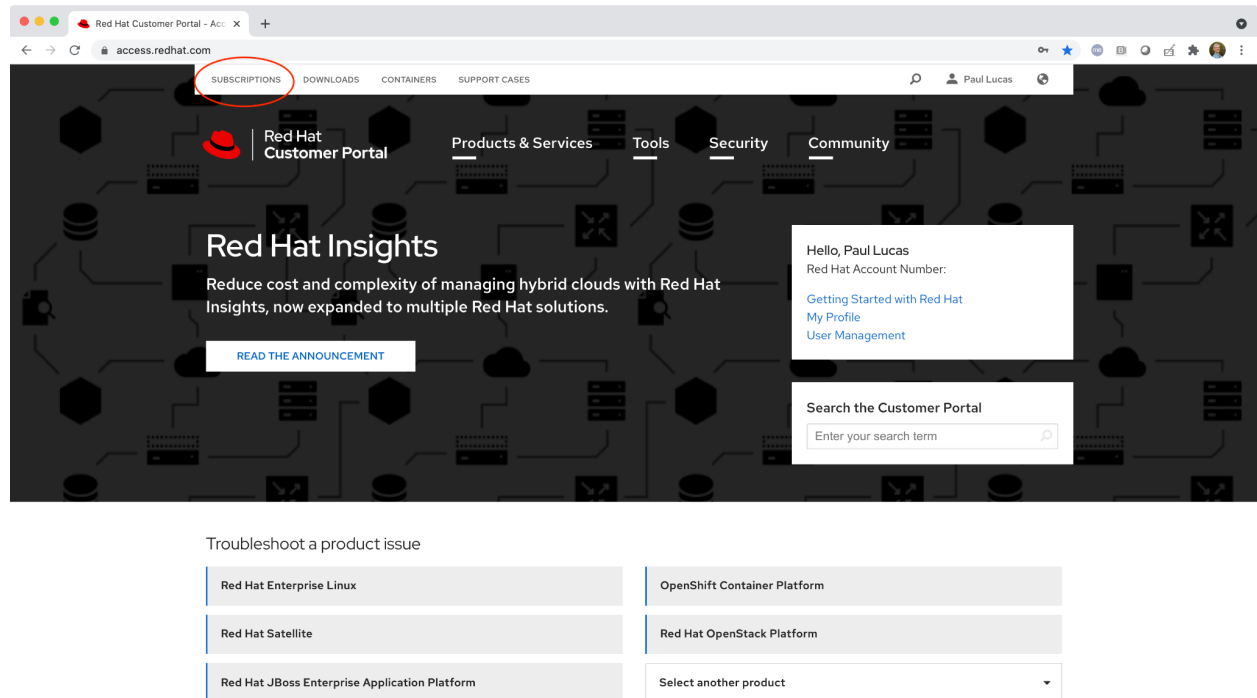 Red Hat Customer Portal - Acc
access.redhat.com
SUBSCRIPTIONS DOWNLOADS CONTAINERS SUPPORT CASES Paul Lucas
Red Hat
Customer Portal
Products & Services Tools Security Community
Red Hat Insights
Reduce cost and complexity of managing hybrid clouds with Red Hat
Insights, now expanded to multiple Red Hat solutions.
READ THE ANNOUNCEMENT
Hello, Paul Lucas
Red Hat Account Number:
Getting Started with Red Hat
My Profile
User Management
Search the Customer Portal
Enter your search term
Troubleshoot a product issue
Red Hat Enterprise Linux
OpenShift Container Platform
Red Hat Satellite
Red Hat OpenStack Platform
Red Hat JBoss Enterprise Application Platform
Select another product